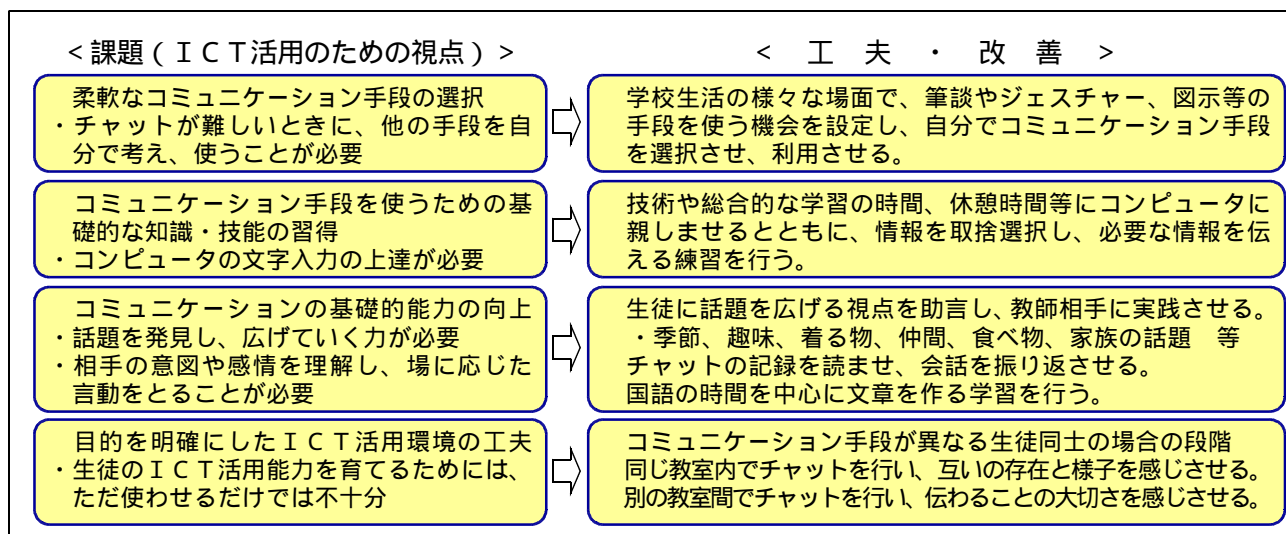 ＜課題（ＩＣＴ活用のための視点）＞
＜ 工 夫 ・ 改 善 ＞
柔軟なコミュニケーション手段の選択
・チャットが難しいときに、他の手段を自
分で考え、使うことが必要
学校生活の様々な場面で、筆談やジェスチャー、図示等の
手段を使う機会を設定し、自分でコミュニケーション手段
を選択させ、利用させる。
コミュニケーション手段を使うための基
礎的な知識・技能の習得
・コンピュータの文字入力の上達が必要
技術や総合的な学習の時間、休憩時間等にコンピュータに
親しませるとともに、情報を取捨選択し、必要な情報を伝
える練習を行う。
コミュニケーションの基礎的能力の向上
・話題を発見し、広げていく力が必要
・相手の意図や感情を理解し、場に応じた
言動をとることが必要
生徒に話題を広げる視点を助言し、教師相手に実践させる。
・季節、趣味、着る物、仲間、食べ物、家族の話題　等
チャットの記録を読ませ、会話を振り返させる。
国語の時間を中心に文章を作る学習を行う。
目的を明確にしたＩＣＴ活用環境の工夫
・生徒のＩＣＴ活用能力を育てるためには、
ただ使わせるだけでは不十分
コミュニケーション手段が異なる生徒同士の場合の段階
同じ教室内でチャットを行い、互いの存在と様子を感じさせる。
別の教室間でチャットを行い、伝わることの大切さを感じさせる。